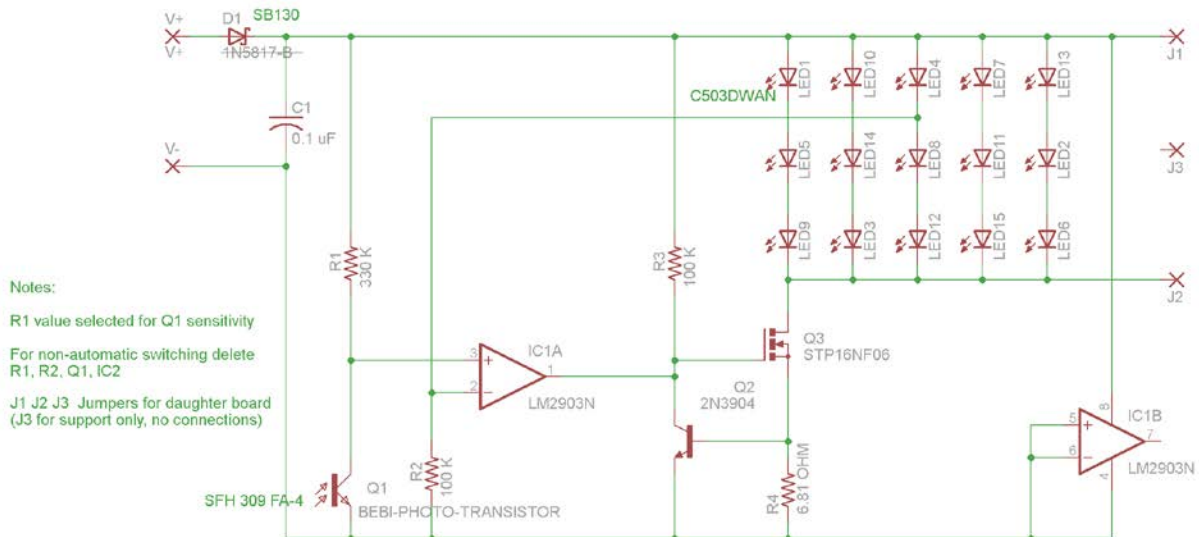 V+
V+
D1
SB130
1N5817-B
C1
0.1 uF
V-
R1
330 K
R3
100 K
C503DWAN
LED1
LED10
LED4
LED7
LED13
LED5
LED14
LED8
LED11
LED2
LED9
LED3
LED12
LED15
LED6
J1
J3
J2
Notes:
R1 value selected for Q1 sensitivity
For non-automatic switching delete
R1, R2, Q1, IC2
J1 J2 J3 Jumpers for daughter board
(J3 for support only, no connections)
3
+
2
−
1
IC1A
LM2903N
Q3
STP16NF06
Q2
2N3904
R2
100 K
R4
6.81 OHM
SFH 309 FA-4
Q1
BEBI-PHOTO-TRANSISTOR
5
+
6
−
8
7
4
IC1B
LM2903N